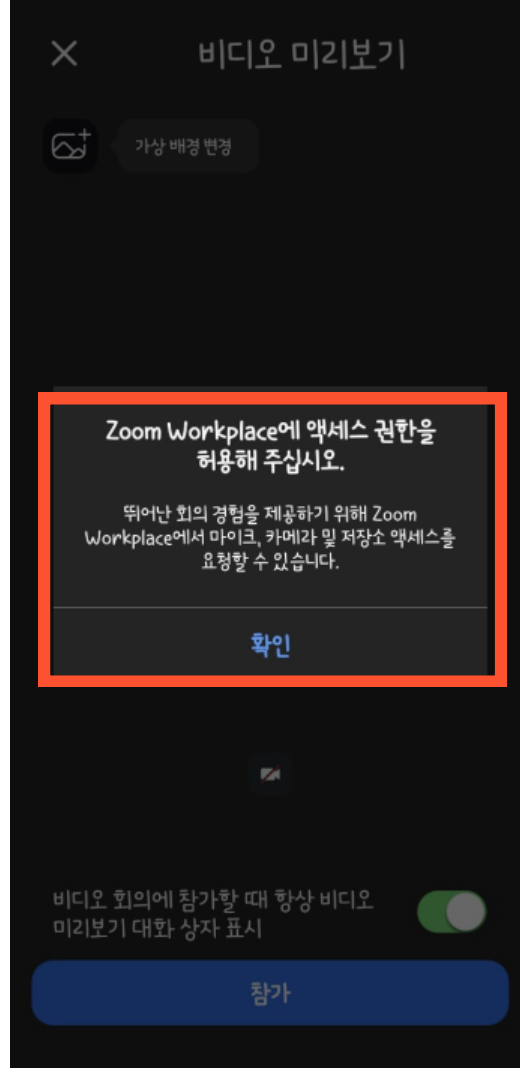 비디오 미리보기
가상 배경 변경
Zoom Workplace에 액세스 권한을
허용해 주십시오.
뛰어난 회의 경험을 제공하기 위해 Zoom
Workplace에서 마이크, 카메라 및 저장소 액세스를
요청할 수 있습니다.
확인
비디오 회의에 참가할 때 항상 비디오
미리보기 대화 상자 표시
참가